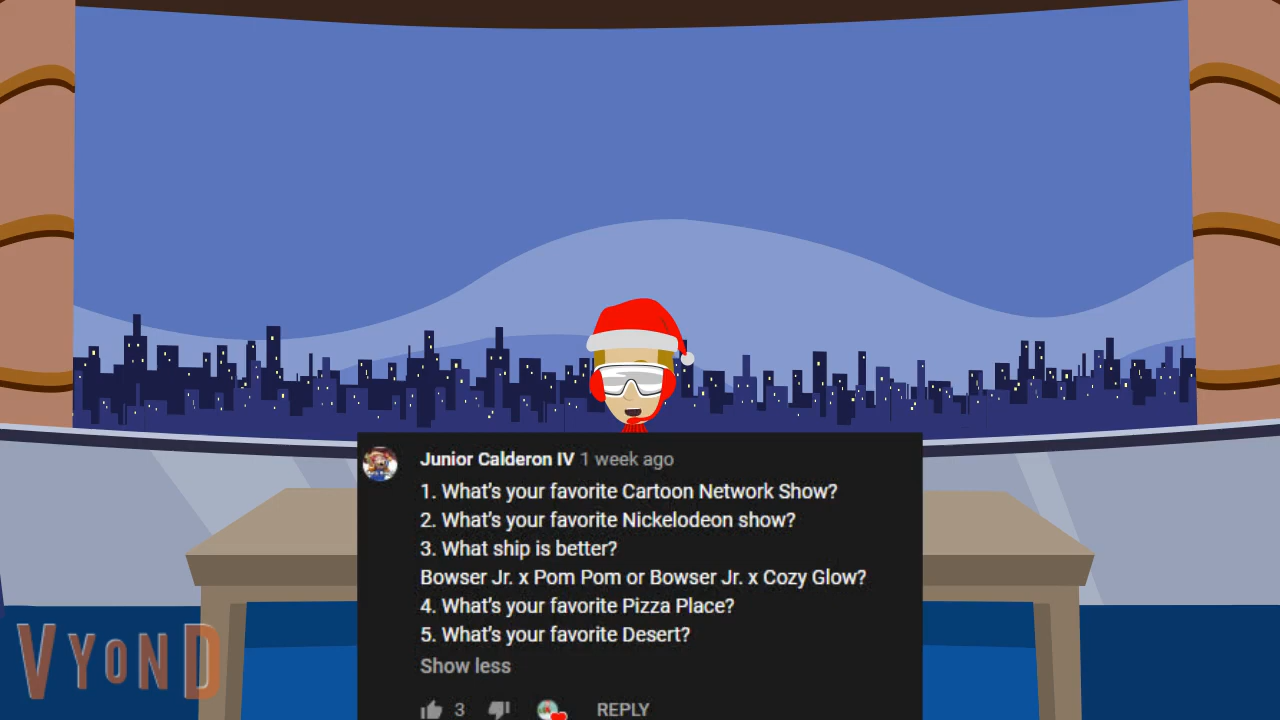 Junior Calderon IV 1 week ago
1. What's your favorite Cartoon Network Show?
2. What's your favorite Nickelodeon show?
3. What ship is better?
Bowser Jr. x Pom Pom or Bowser Jr. x Cozy Glow?
4. What's your favorite Pizza Place?
5. What's your favorite Desert?
Show less
3 REPLY
VYOND